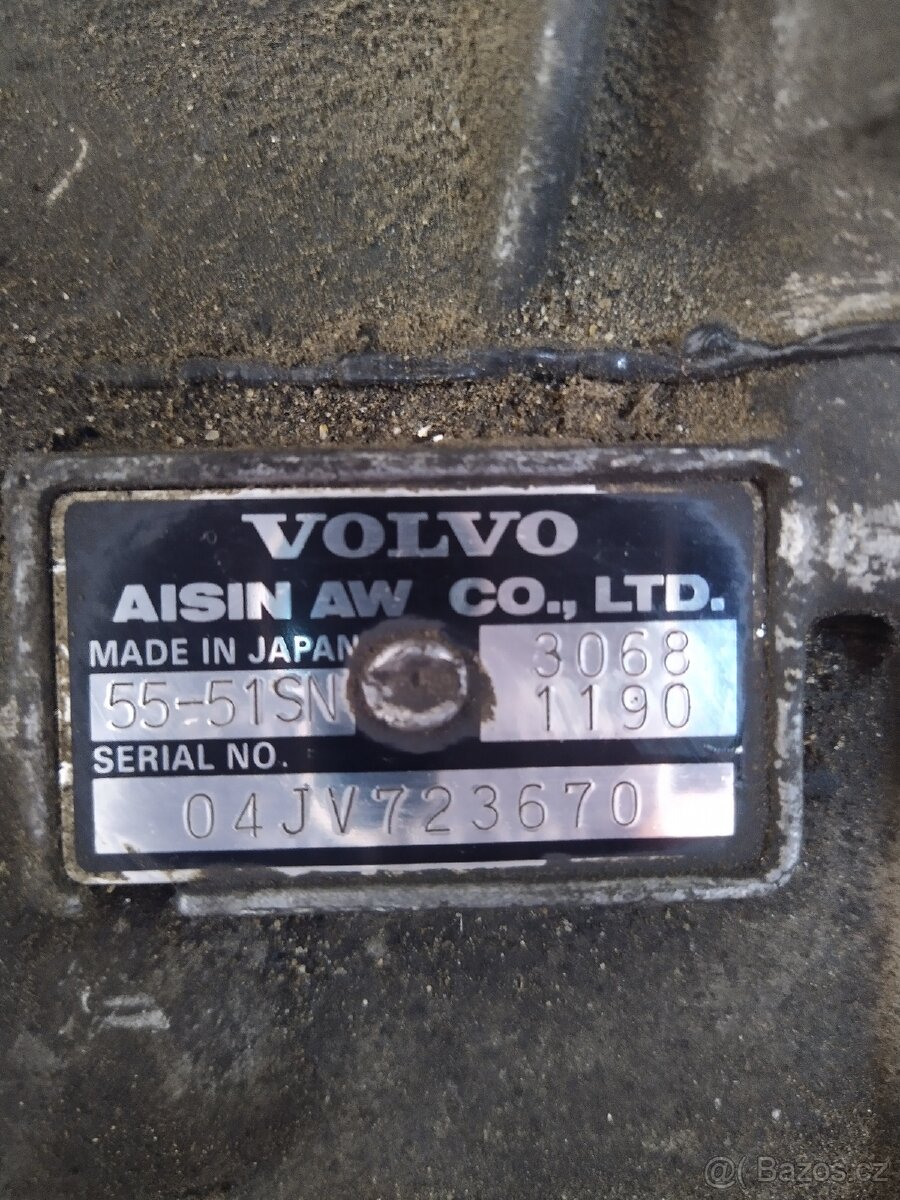 VOLVO
AISIN AW CO., LTD.
MADE IN JAPAN 3068
55-51SN 1190
SERIAL NO.
04JV723670
@( Bazos.cz